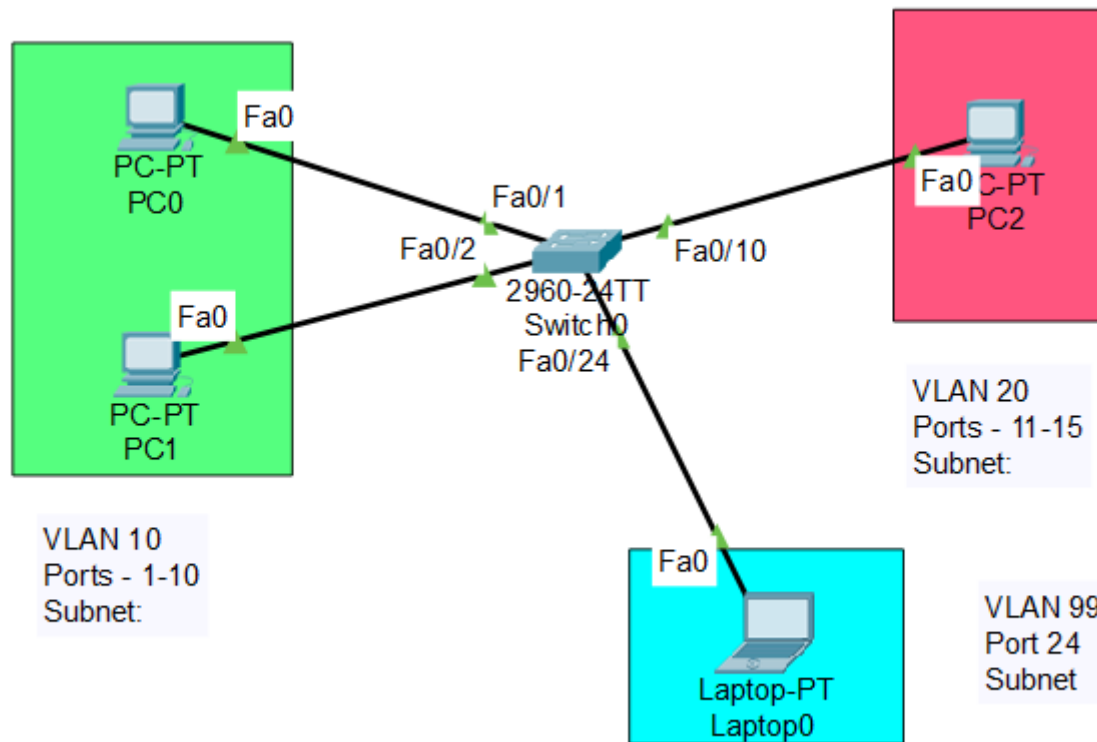 Fa0
PC-PT
PC0
Fa0/1
Fa0/2
Fa0
PC-PT
PC1
2960-24TT
Switch0
Fa0/24
Fa0/10
Fa0
C-PT
PC2
VLAN 10
Ports - 1-10
Subnet:
VLAN 20
Ports - 11-15
Subnet:
Fa0
Laptop-PT
Laptop0
VLAN 99
Port 24
Subnet